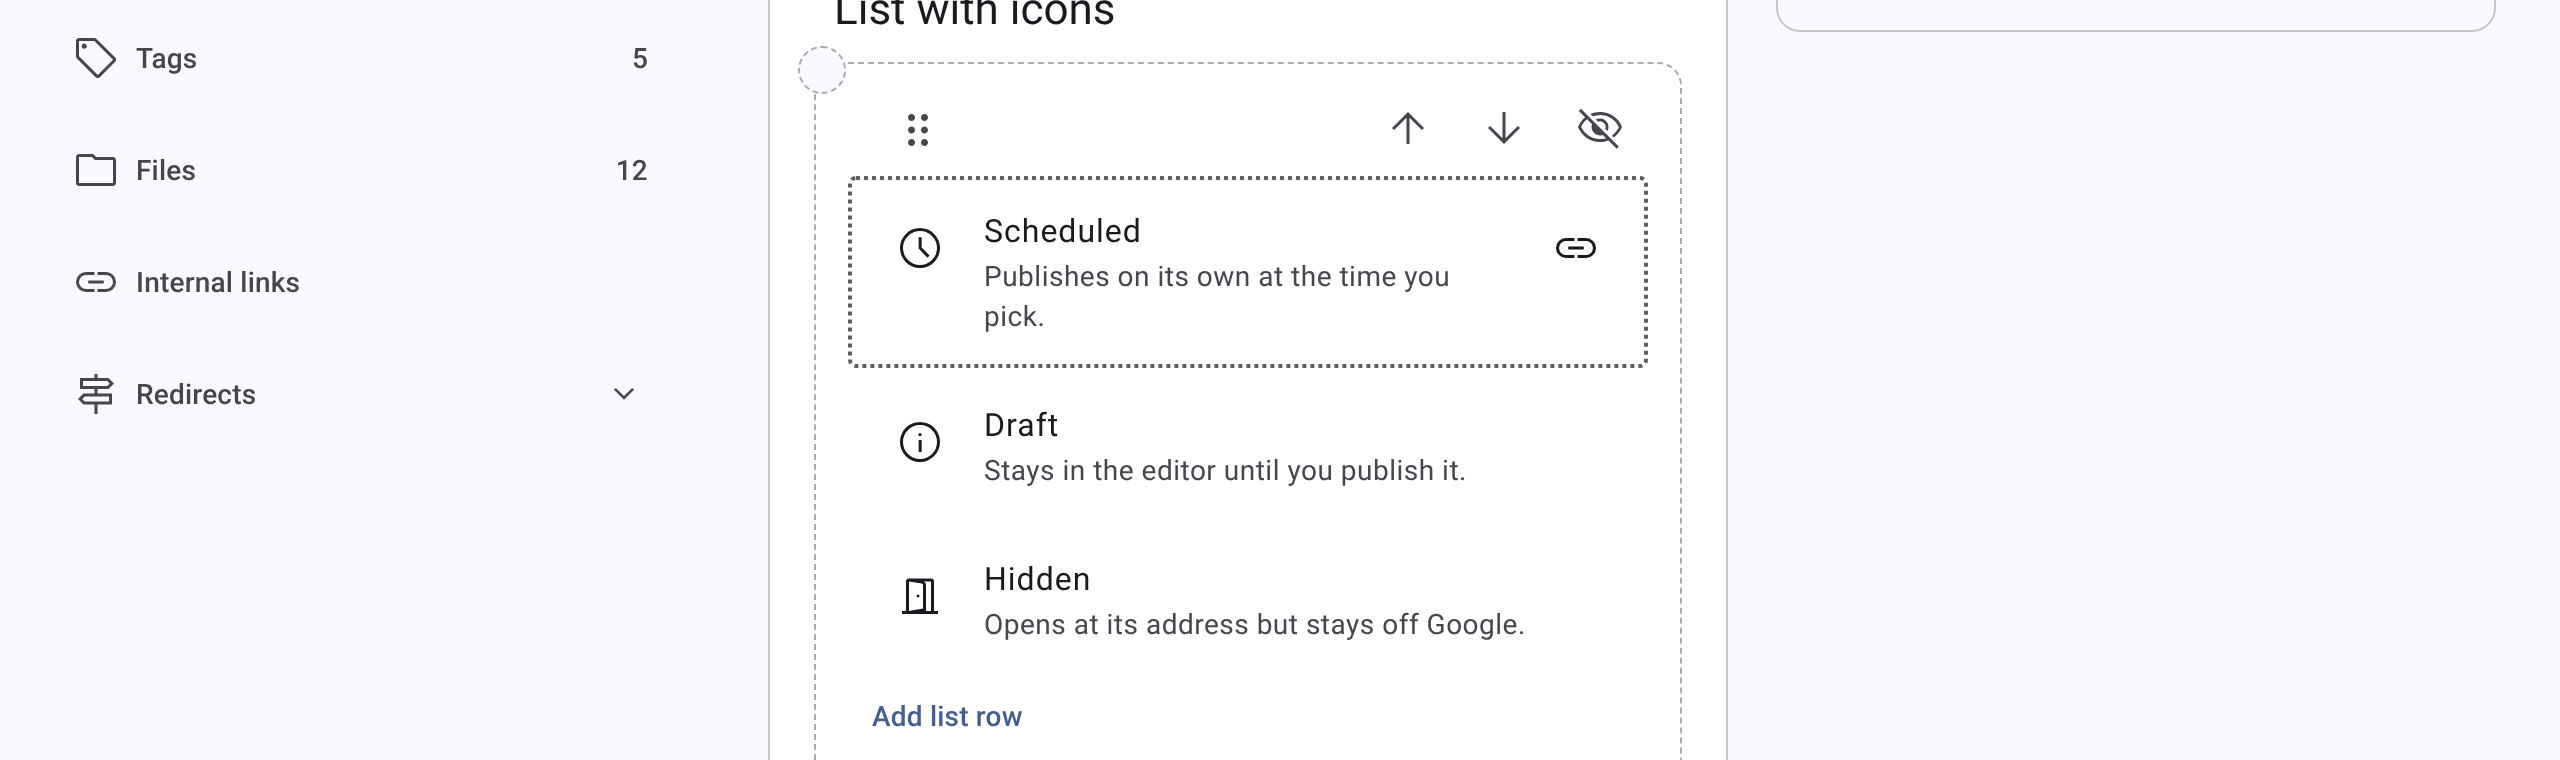 List with icons
Tags 5
Files 12
Internal links
Redirects
Scheduled
Publishes on its own at the time you
pick.
Draft
Stays in the editor until you publish it.
Hidden
Opens at its address but stays off Google.
Add list row